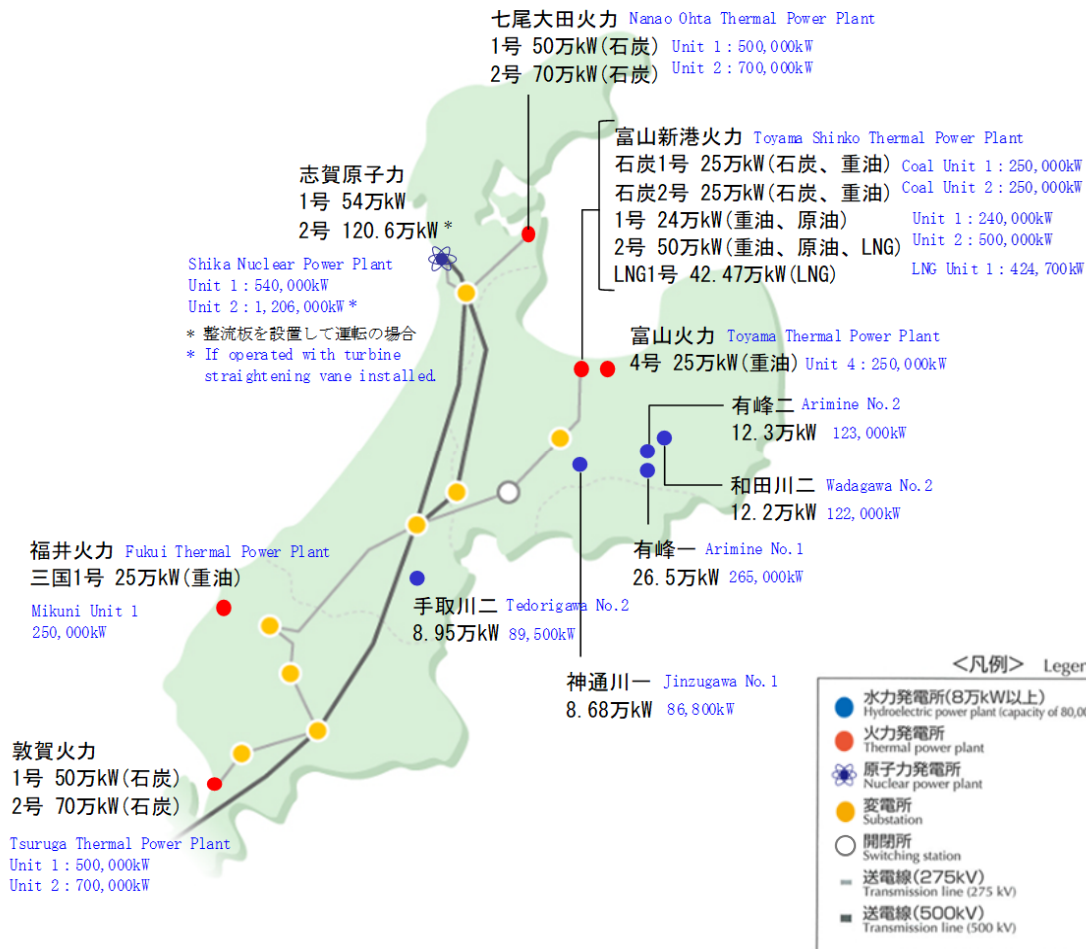 七尾大田火力 Nanao Ohta Thermal Power Plant
1号 50万kW(石炭) Unit 1：500,000kW
2号 70万kW(石炭) Unit 2：700,000kW
富山新港火力 Toyama Shinko Thermal Power Plant
石炭1号 25万kW(石炭、重油) Coal Unit 1：250,000kW
石炭2号 25万kW(石炭、重油) Coal Unit 2：250,000kW
1号 24万kW(重油、原油) Unit 1：240,000kW
2号 50万kW(重油、原油、LNG) Unit 2：500,000kW
LNG1号 42.47万kW(LNG) LNG Unit 1：424,700kW
志賀原子力
1号 54万kW
2号 120.6万kW*
Shika Nuclear Power Plant
Unit 1：540,000kW
Unit 2：1,206,000kW*
* 整流板を設置して運転の場合
* If operated with turbine
straightening vane installed.
富山火力 Toyama Thermal Power Plant
4号 25万kW(重油) Unit 4：250,000kW
有峰二 Arimine No.2
12.3万kW 123,000kW
和田川二 Wadagawa No.2
12.2万kW 122,000kW
有峰一 Arimine No.1
26.5万kW 265,000kW
福井火力 Fukui Thermal Power Plant
三国1号 25万kW(重油)
Mikuni Unit 1
250,000kW
手取川二 Tedorigawa No.2
8.95万kW 89,500kW
神通川一 Jinzugawa No.1
8.68万kW 86,800kW
敦賀火力
1号 50万kW(石炭)
2号 70万kW(石炭)
Tsuruga Thermal Power Plant
Unit 1：500,000kW
Unit 2：700,000kW
<凡例> Legen
水力発電所(8万kW以上)
Hydroelectric power plant (capacity of 80,00
火力発電所
Thermal power plant
原子力発電所
Nuclear power plant
変電所
Substation
開閉所
Switching station
送電線(275kV)
Transmission line (275 kV)
送電線(500kV)
Transmission line (500 kV)